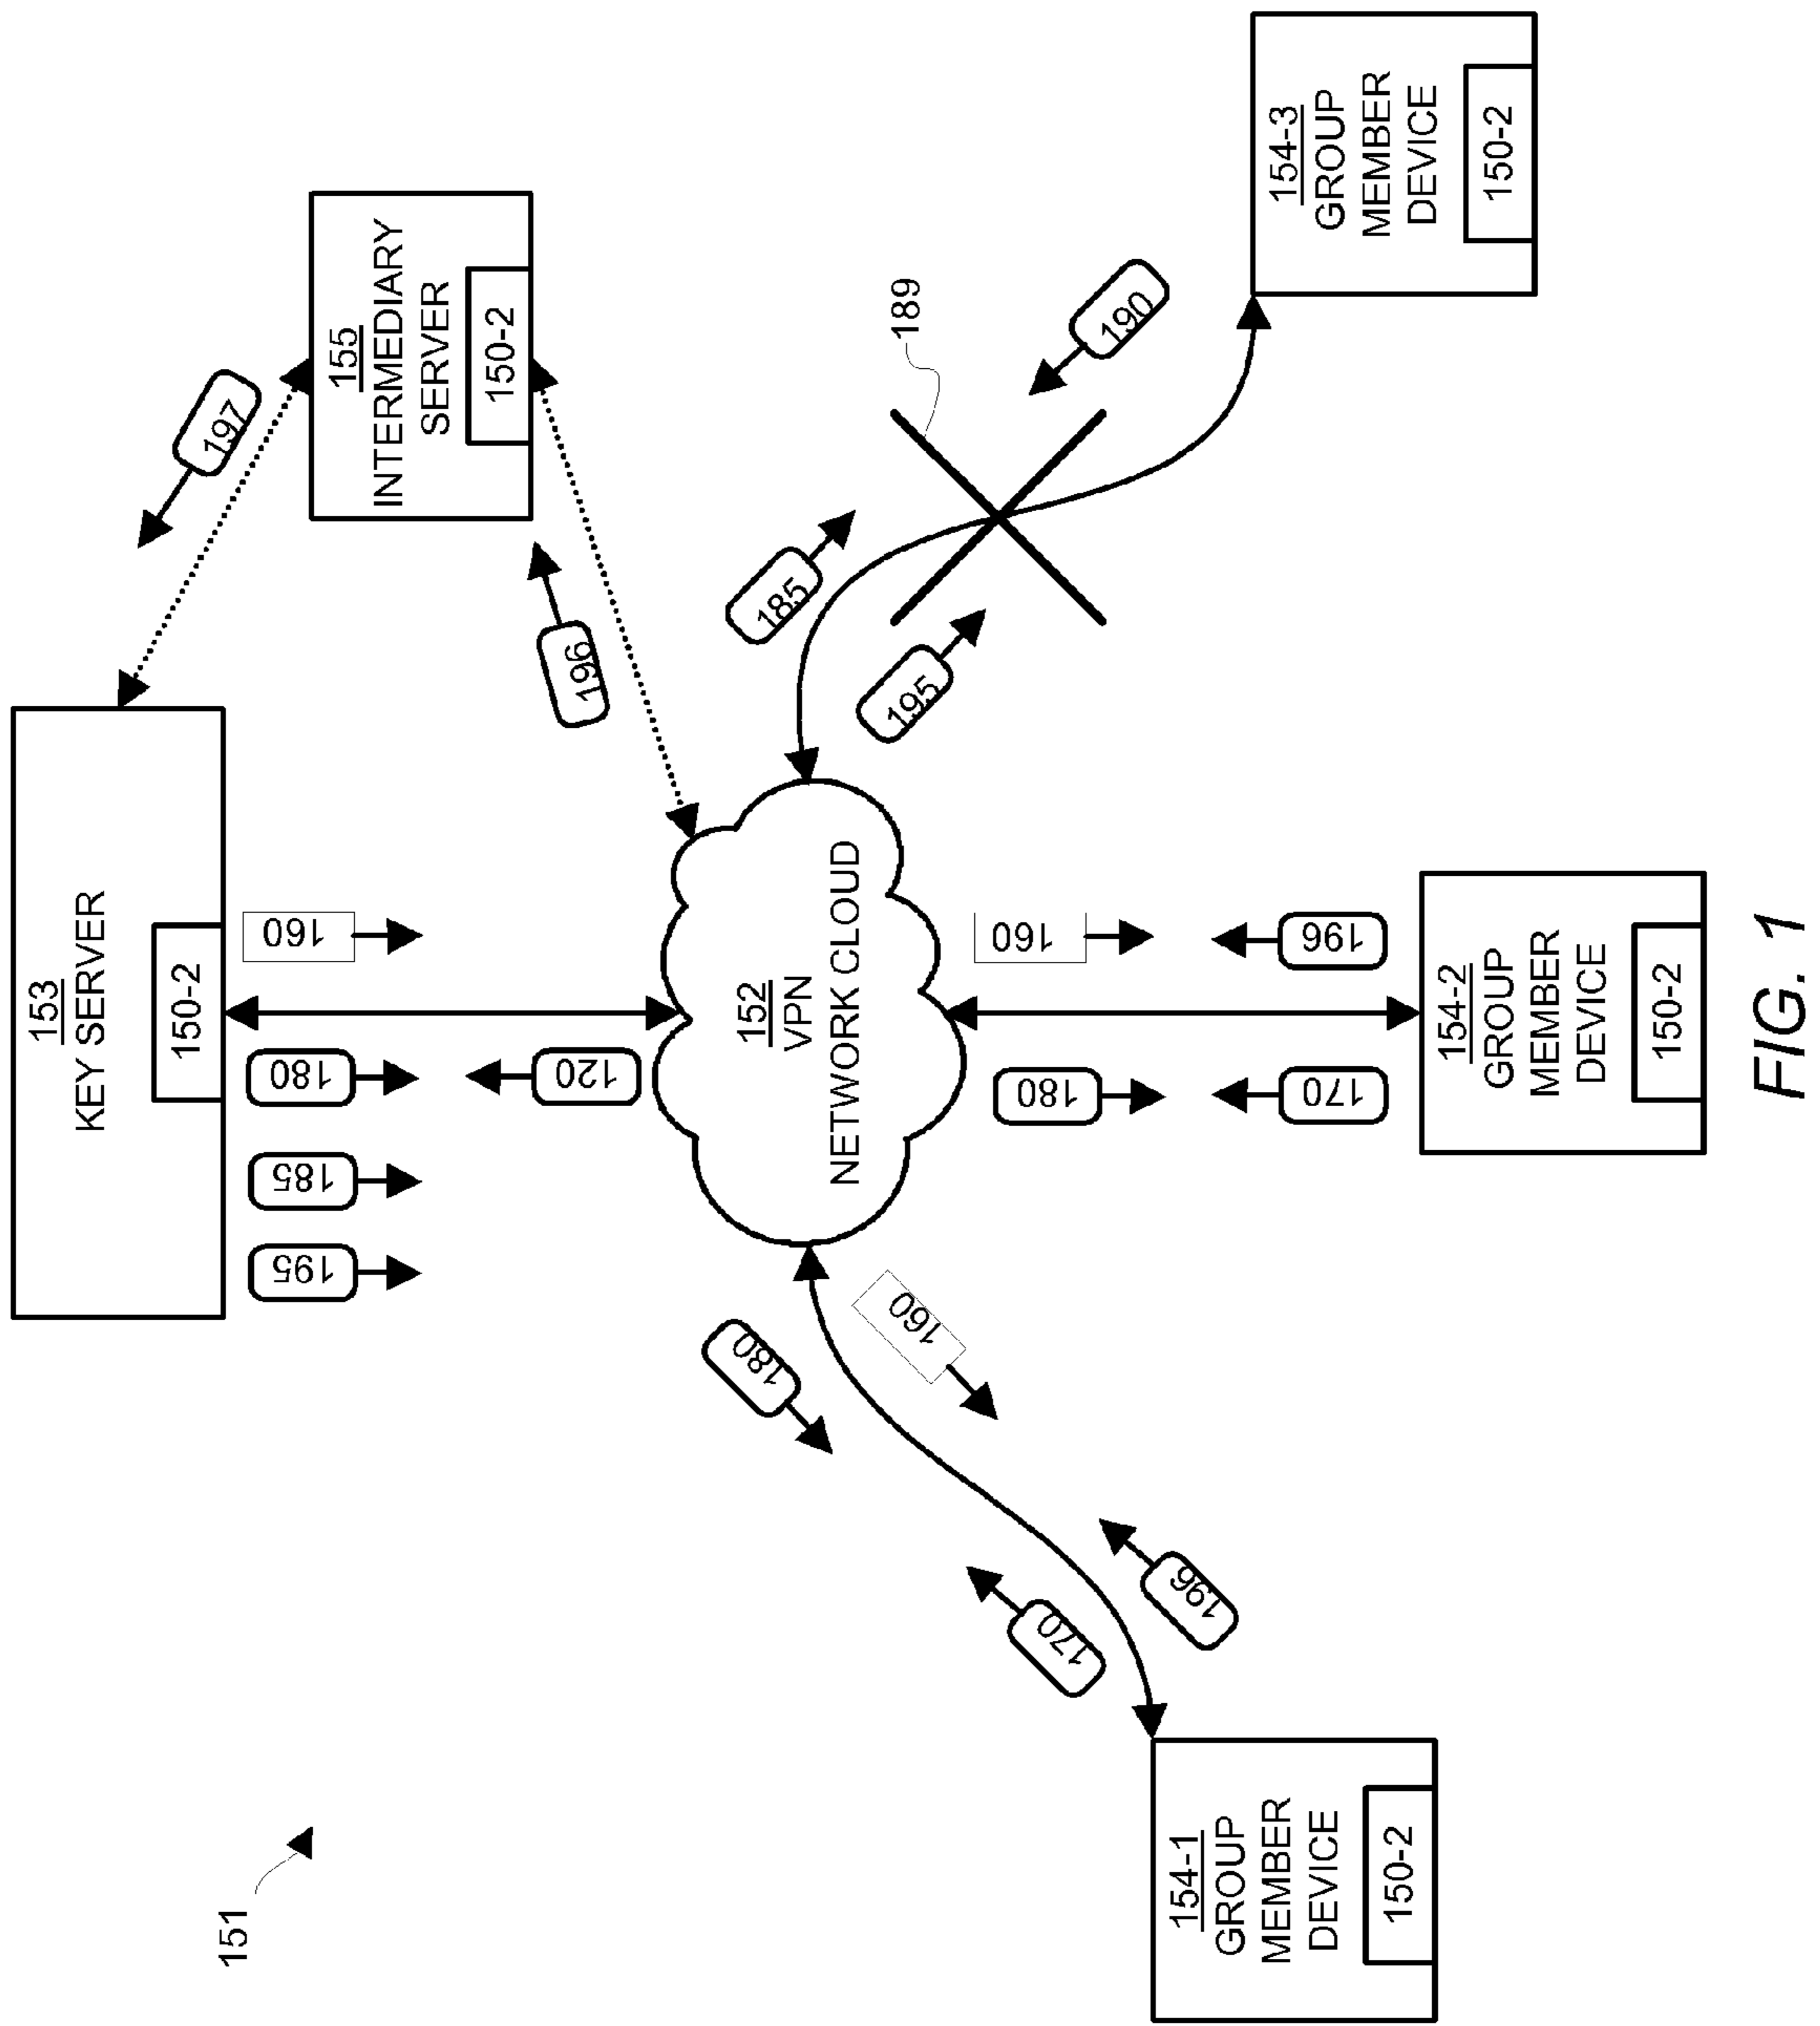 151
153
KEY SERVER
150-2
195
185
180
120
160
197
155
INTERMEDIARY
SERVER
150-2
196
152
VPN
NETWORK CLOUD
180
160
170
196
154-1
GROUP
MEMBER
DEVICE
150-2
180
160
170
196
154-2
GROUP
MEMBER
DEVICE
150-2
185
195
189
190
154-3
GROUP
MEMBER
DEVICE
150-2
FIG. 1